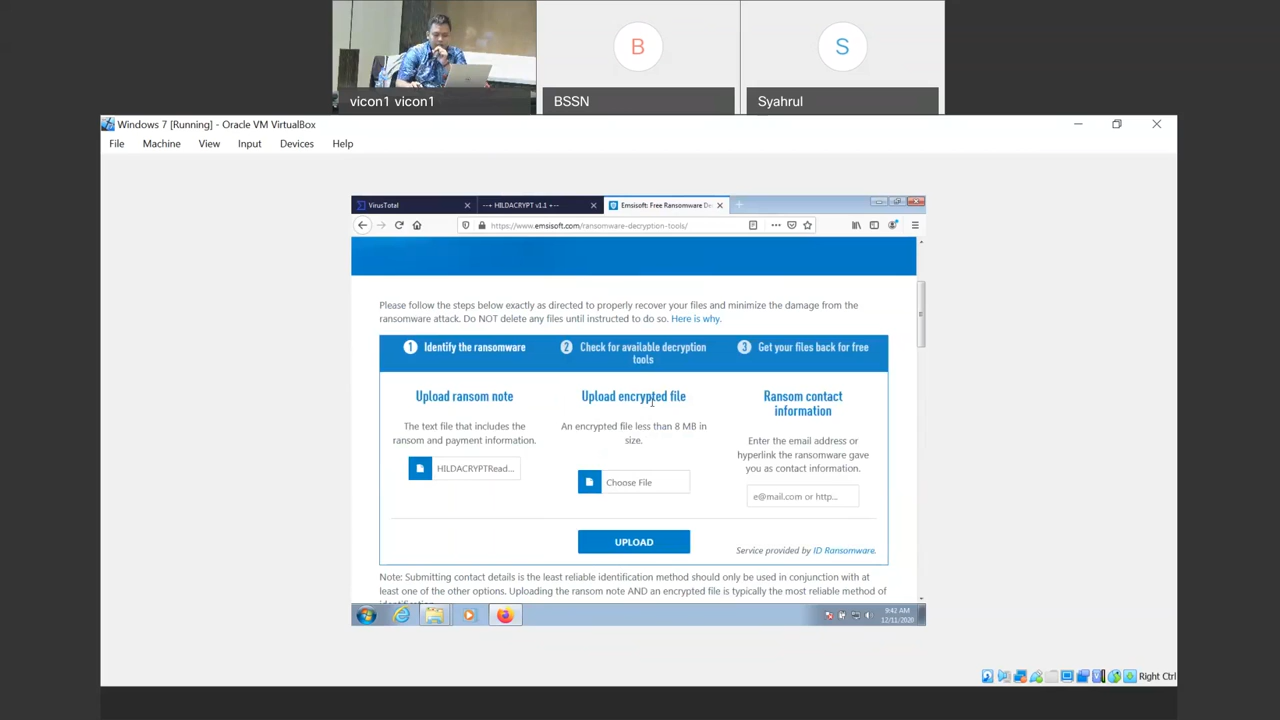 B
S
vicon1 vicon1
BSSN
Syahrul
Windows 7 [Running] - Oracle VM VirtualBox
File
Machine
View
Input
Devices
Help
VirusTotal
--+ HILDACRYPT v1.1 +--
Emsisoft: Free Ransomware De
https://www.emsisoft.com/ransomware-decryption-tools/
Please follow the steps below exactly as directed to properly recover your files and minimize the damage from the
ransomware attack. Do NOT delete any files until instructed to do so. Here is why.
1 Identify the ransomware
2 Check for available decryption
tools
3 Get your files back for free
Upload ransom note
The text file that includes the
ransom and payment information.
HILDACRYPTRead...
Upload encrypted file
An encrypted file less than 8 MB in
size.
Choose File
Ransom contact
information
Enter the email address or
hyperlink the ransomware gave
you as contact information.
e@mail.com or http...
UPLOAD
Service provided by ID Ransomware.
Note: Submitting contact details is the least reliable identification method should only be used in conjunction with at
least one of the other options. Uploading the ransom note AND an encrypted file is typically the most reliable method of
9:42 AM
12/11/2020
Right Ctrl